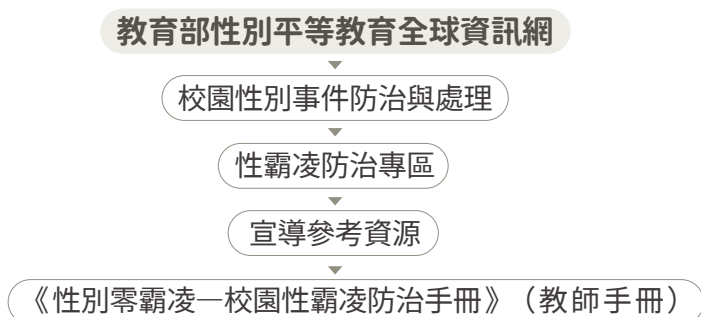 教育部性別平等教育全球資訊網
校園性別事件防治與處理
性霸凌防治專區
宣導參考資源
《性別零霸凌—校園性霸凌防治手冊》（教師手冊）